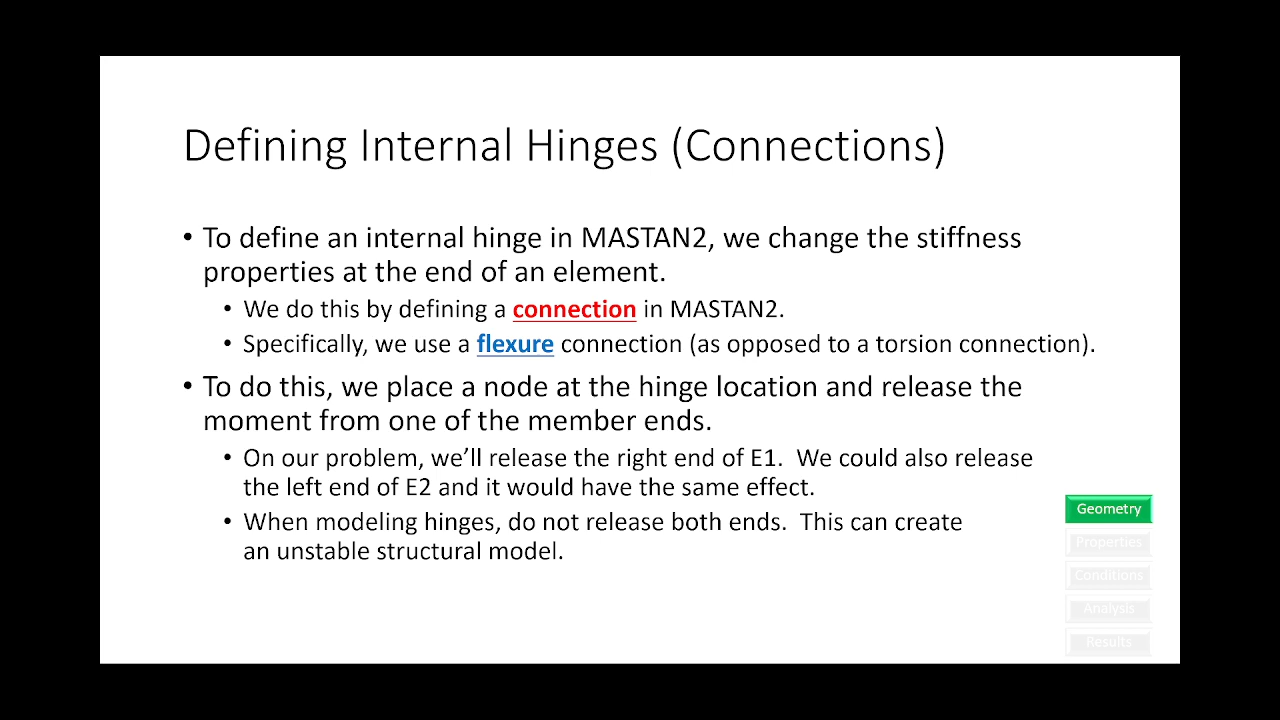 Defining Internal Hinges (Connections)
• To define an internal hinge in MASTAN2, we change the stiffness
properties at the end of an element.
• We do this by defining a connection in MASTAN2.
• Specifically, we use a flexure connection (as opposed to a torsion connection).
• To do this, we place a node at the hinge location and release the
moment from one of the member ends.
• On our problem, we’ll release the right end of E1.  We could also release
the left end of E2 and it would have the same effect.
• When modeling hinges, do not release both ends.  This can create
an unstable structural model.
Geometry
Properties
Conditions
Analysis
Results